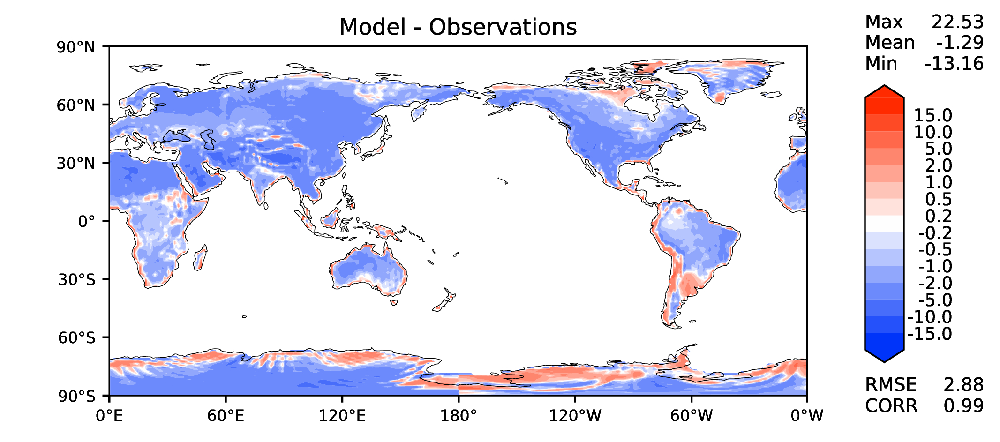 Model - Observations
Max 22.53
Mean -1.29
Min -13.16
90°N
60°N
30°N
0°
30°S
60°S
90°S
0°E 60°E 120°E 180° 120°W 60°W 0°W
15.0
10.0
5.0
2.0
1.0
0.5
0.2
-0.2
-0.5
-1.0
-2.0
-5.0
-10.0
-15.0
RMSE 2.88
CORR 0.99